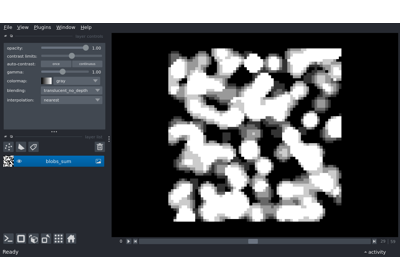 File View Plugins Window Help
opacity: 1.00
contrast limits:
auto-contrast: once continuous
gamma: 1.00
colormap: gray
blending: translucent_no_depth
interpolation: nearest
blobs_sum
Ready
activity